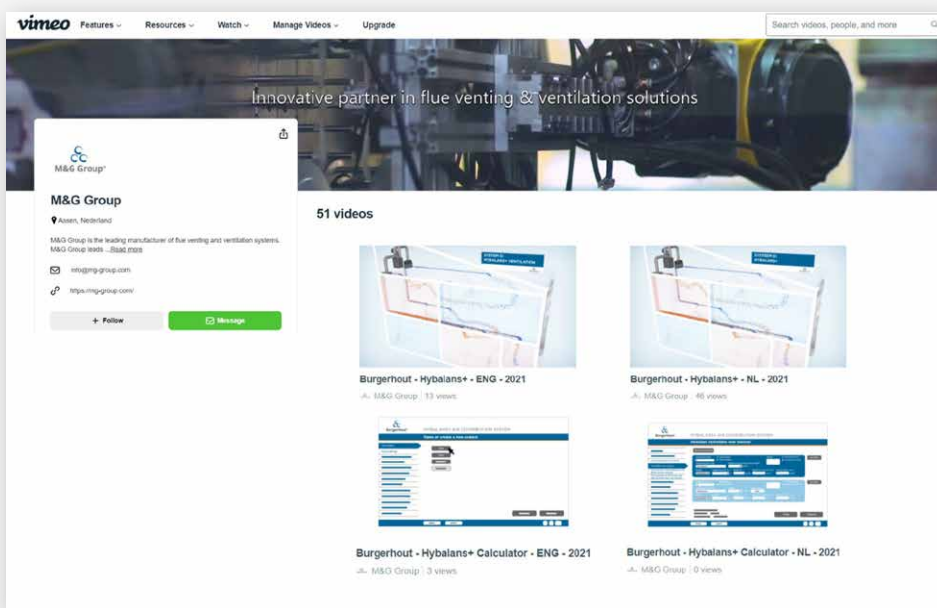 vimeo Features Resources Watch Manage Videos Upgrade Search videos, people, and more
Innovative partner in flue venting & ventilation solutions
M&G Group
M&G Group
Assen, Nederland
M&G Group is the leading manufacturer of flue venting and ventilation systems.
M&G Group leads ...Read more
info@mg-group.com
https://mg-group.com/
+ Follow Message
51 videos
Burgerhout - Hybalans+ - ENG - 2021
M&G Group 13 views
Burgerhout - Hybalans+ - NL - 2021
M&G Group 46 views
Burgerhout - Hybalans+ Calculator - ENG - 2021
M&G Group 3 views
Burgerhout - Hybalans+ Calculator - NL - 2021
M&G Group 0 views